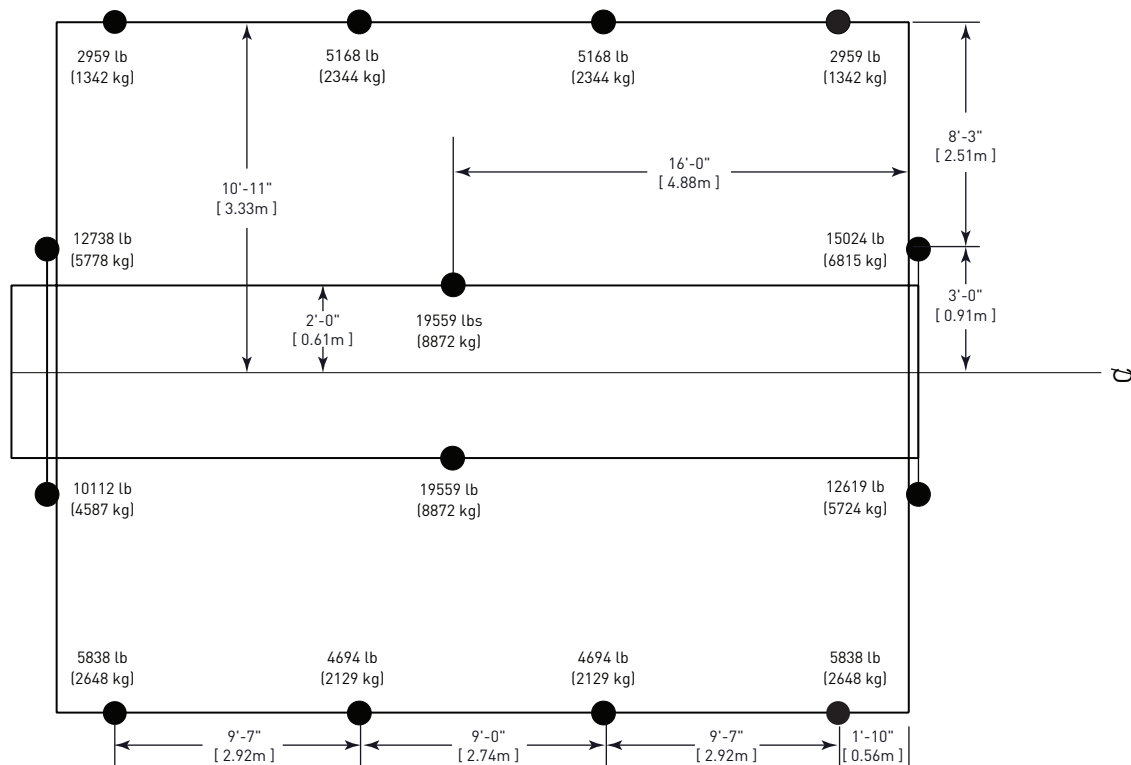 2959 lb
(1342 kg)
5168 lb
(2344 kg)
5168 lb
(2344 kg)
2959 lb
(1342 kg)
8'-3"
[ 2.51m ]
16'-0"
[ 4.88m ]
10'-11"
[ 3.33m ]
12738 lb
(5778 kg)
15024 lb
(6815 kg)
3'-0"
[ 0.91m ]
2'-0"
[ 0.61m ]
19559 lbs
(8872 kg)
10112 lb
(4587 kg)
19559 lb
(8872 kg)
12619 lb
(5724 kg)
5838 lb
(2648 kg)
4694 lb
(2129 kg)
4694 lb
(2129 kg)
5838 lb
(2648 kg)
9'-7"
[ 2.92m ]
9'-0"
[ 2.74m ]
9'-7"
[ 2.92m ]
1'-10"
[ 0.56m ]